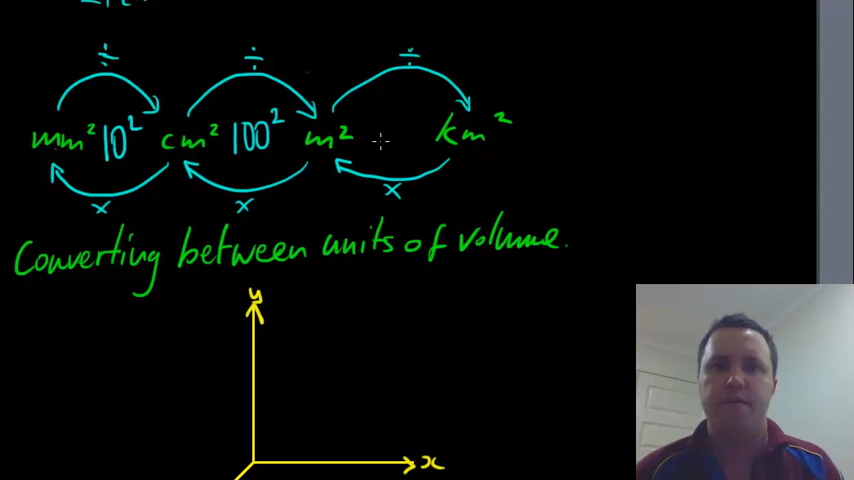 ÷ ÷ ÷
mm² 10² cm² 100² m² km²
x x x
Converting between units of volume.
y
x